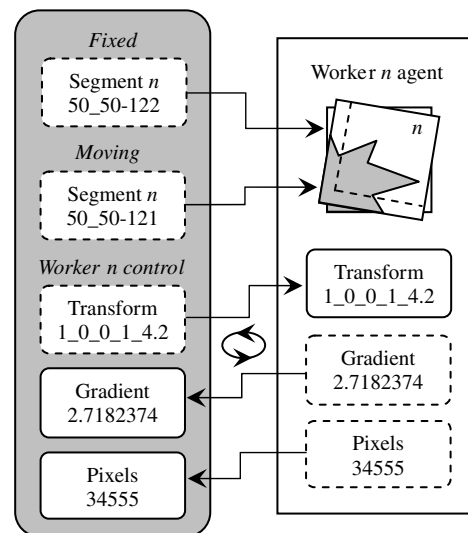 Fixed
Segment n
50_50-122
Moving
Segment n
50_50-121
Worker n control
Transform
1_0_0_1_4.2
Gradient
2.7182374
Pixels
34555
Worker n agent
n
Transform
1_0_0_1_4.2
Gradient
2.7182374
Pixels
34555